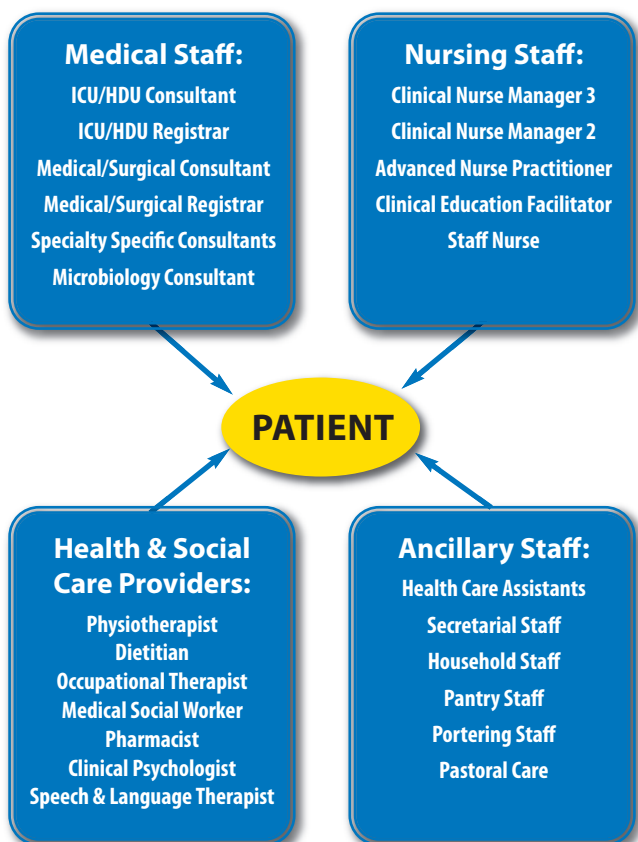 Medical Staff:
ICU/HDU Consultant
ICU/HDU Registrar
Medical/Surgical Consultant
Medical/Surgical Registrar
Specialty Specific Consultants
Microbiology Consultant
Nursing Staff:
Clinical Nurse Manager 3
Clinical Nurse Manager 2
Advanced Nurse Practitioner
Clinical Education Facilitator
Staff Nurse
PATIENT
Health & Social
Care Providers:
Physiotherapist
Dietitian
Occupational Therapist
Medical Social Worker
Pharmacist
Clinical Psychologist
Speech & Language Therapist
Ancillary Staff:
Health Care Assistants
Secretarial Staff
Household Staff
Pantry Staff
Portering Staff
Pastoral Care